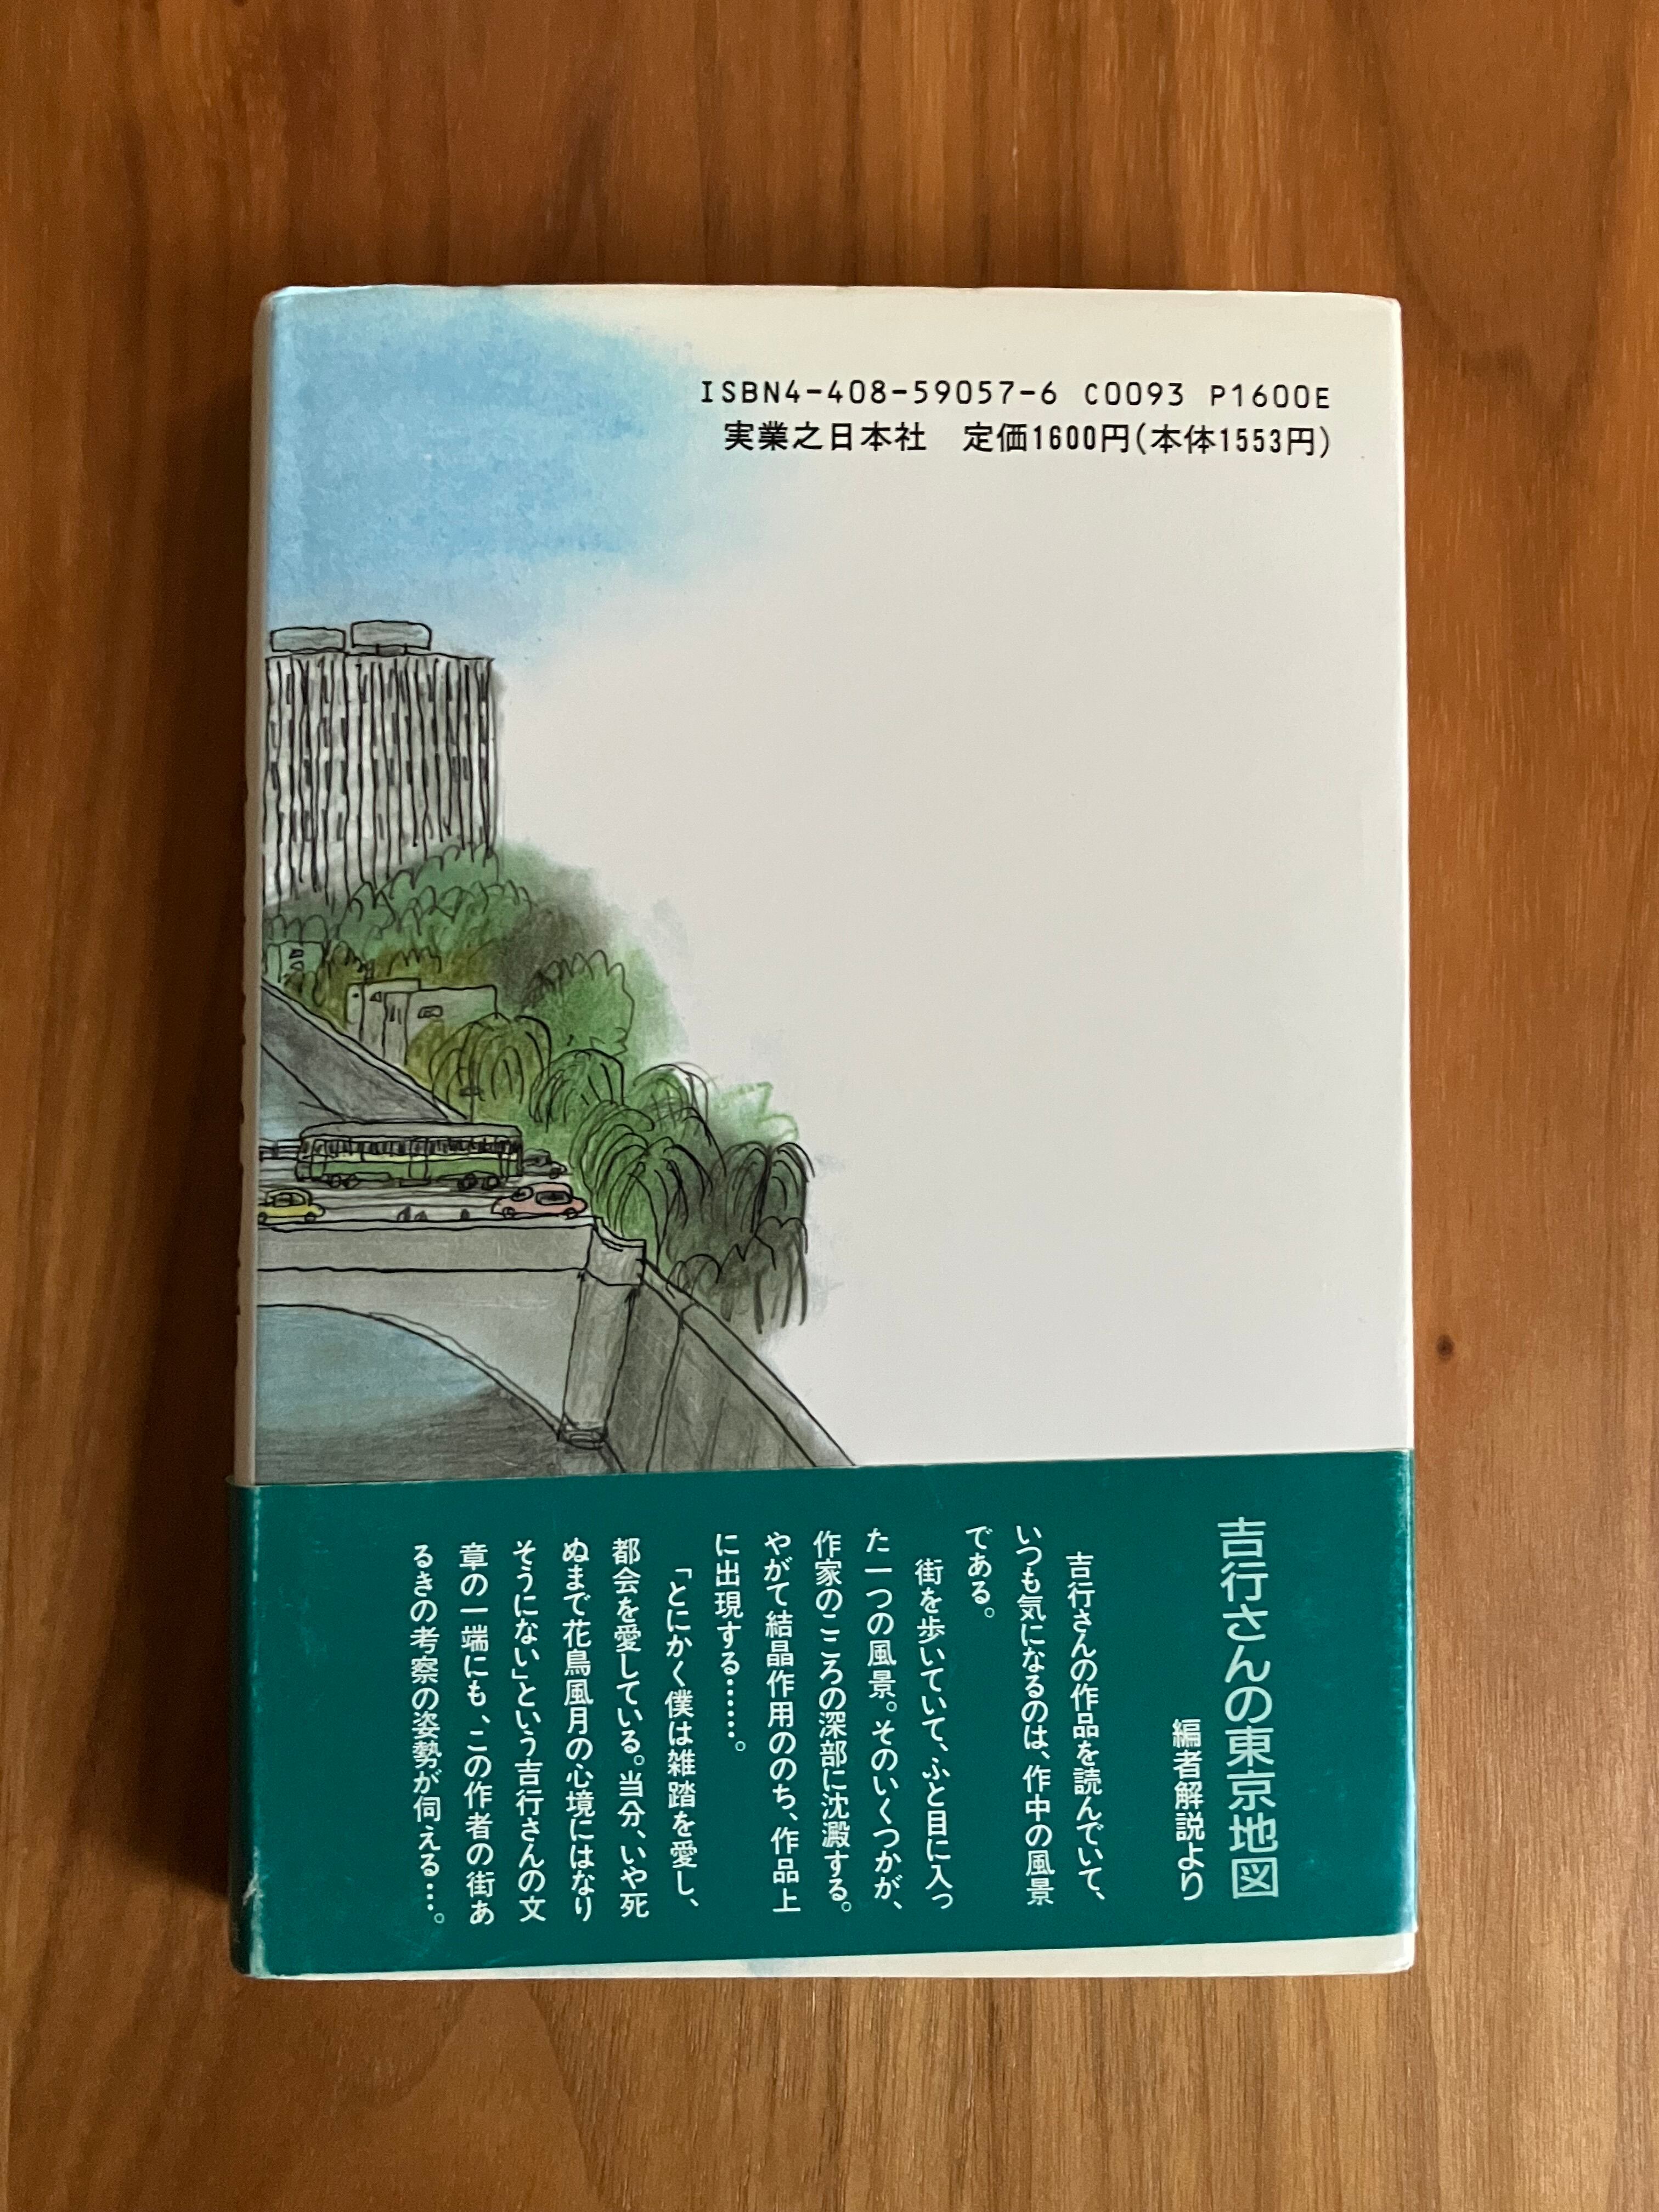 ISBN4-408-59057-6 C0093 P1600E
実業之日本社 定価1600円(本体1553円)
吉行さんの東京地図
編者解説より
吉行さんの作品を読んでいて、
いつも気になるのは、作中の風景
である。
街を歩いていて、ふと目に入っ
た一つの風景。そのいくつかが、
作家のこころの深部に沈澱する。
やがて結晶作用ののち、作品上
に出現する……。
「とにかく僕は雑踏を愛し、
都会を愛している。当分、いや死
ぬまで花鳥風月の心境にはなり
そうにない」という吉行さんの文
章の一端にも、この作者の街あ
るきの考察の姿勢が伺える…。